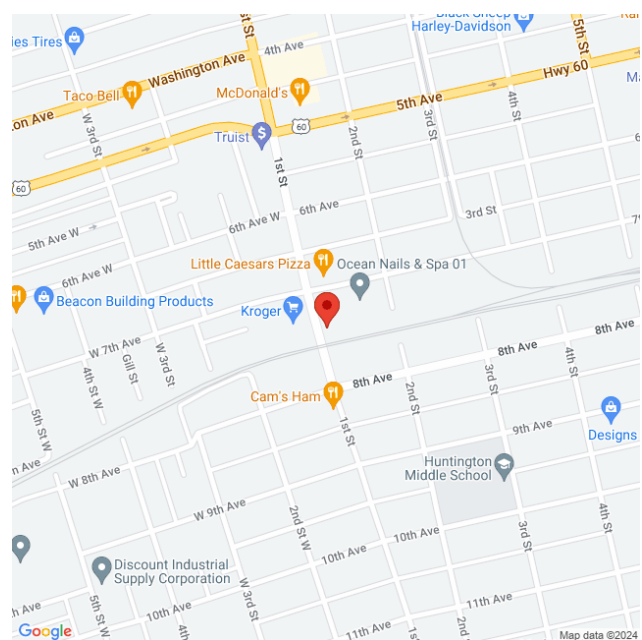 Black Sheep
Harley-Davidson
1st St
ies Tires
4th Ave
5th St
Washington Ave
Hwy 60
Taco Bell
McDonald's
5th Ave
4th St
on Ave
60
Truist
2nd St
3rd St
W 3rd St
60
1st St
6th Ave
3rd St
6th Ave W
5th Ave W
Little Caesars Pizza
Ocean Nails & Spa 01
6th Ave W
Beacon Building Products
Kroger
W 7th Ave
8th Ave
8th Ave
Gill St
W 3rd St
4th St W
4th St
2nd St
3rd St
8th Ave
Cam's Ham
5th St W
1st St
9th Ave
Designs
Huntington
Middle School
h Ave
W 8th Ave
W 9th Ave
2nd St W
3rd St
4th St
10th Ave
10th Ave
Discount Industrial
Supply Corporation
W 3rd St
5th St W
10th Ave
11th Ave
2nd St
11th Ave
Google
Map data ©2024